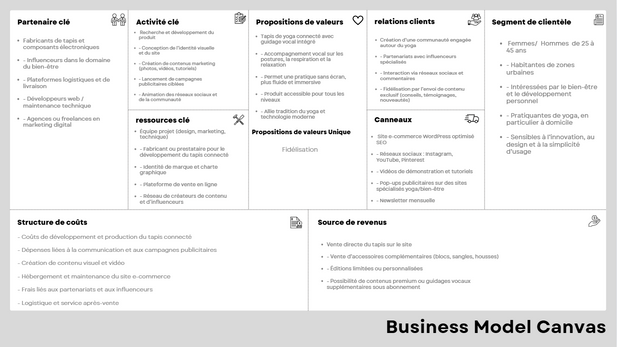 Partenaire clé
Fabricants de tapis et
composants électroniques
- Influenceurs dans le domaine
du bien-être
- Plateformes logistiques et de
livraison
- Développeurs web /
maintenance technique
- Agences ou freelances en
marketing digital
Activité clé
Recherche et développement du
produit
- Conception de l'identité visuelle
et du site
- Création de contenu marketing
(photos, vidéos, tutoriels)
- Lancement de campagnes
publicitaires ciblées
- Animation des réseaux sociaux et
de la communauté
ressources clé
Équipe projet (design, marketing,
technique)
- Fabricant ou prestataire pour le
développement du tapis connecté
- Identité de marque et charte
graphique
- Plateforme de vente en ligne
- Réseau de créateurs de contenu
et d'influenceurs
Propositions de valeurs
Tapis de yoga connecté avec
guidage vocal intégré
- Accompagnement vocal sur les
postures, la respiration et la
relaxation
- Permet une pratique sans écran,
plus fluide et immersive
- Produit accessible pour tous les
niveaux
- Allie tradition du yoga et
technologie moderne
Propositions de valeurs Unique
Fidélisation
relations clients
Création d'une communauté engagée
autour du yoga
- Partenariats avec influenceurs
spécialisés
- Interaction via réseaux sociaux et
commentaires
- Fidélisation par l'envoi de contenu
exclusif (conseils, témoignages,
nouveautés)
Canneaux
Site e-commerce WordPress optimisé
SEO
- Réseaux sociaux : Instagram,
YouTube, Pinterest
- Vidéos de démonstration et tutoriels
- Pop-ups publicitaires sur des sites
spécialisés yoga/bien-être
- Newsletter mensuelle
Segment de clientèle
Femmes/ Hommes de 25 à
45 ans
- Habitantes de zones
urbaines
- Intéressées par le bien-être
et le développement
personnel
- Pratiquantes de yoga, en
particulier à domicile
- Sensibles à l'innovation, au
design et à la simplicité
d'usage
Structure de coûts
- Coûts de développement et production du tapis connecté
- Dépenses liées à la communication et aux campagnes publicitaires
- Création de contenu visuel et vidéo
- Hébergement et maintenance du site e-commerce
- Frais liés aux partenariats et aux influenceurs
- Logistique et service après-vente
Source de revenus
Vente directe du tapis sur le site
- Vente d'accessoires complémentaires (blocs, sangles, housses)
- Éditions limitées ou personnalisées
- Possibilité de contenus premium ou guidages vocaux
supplémentaires sous abonnement
Business Model Canvas